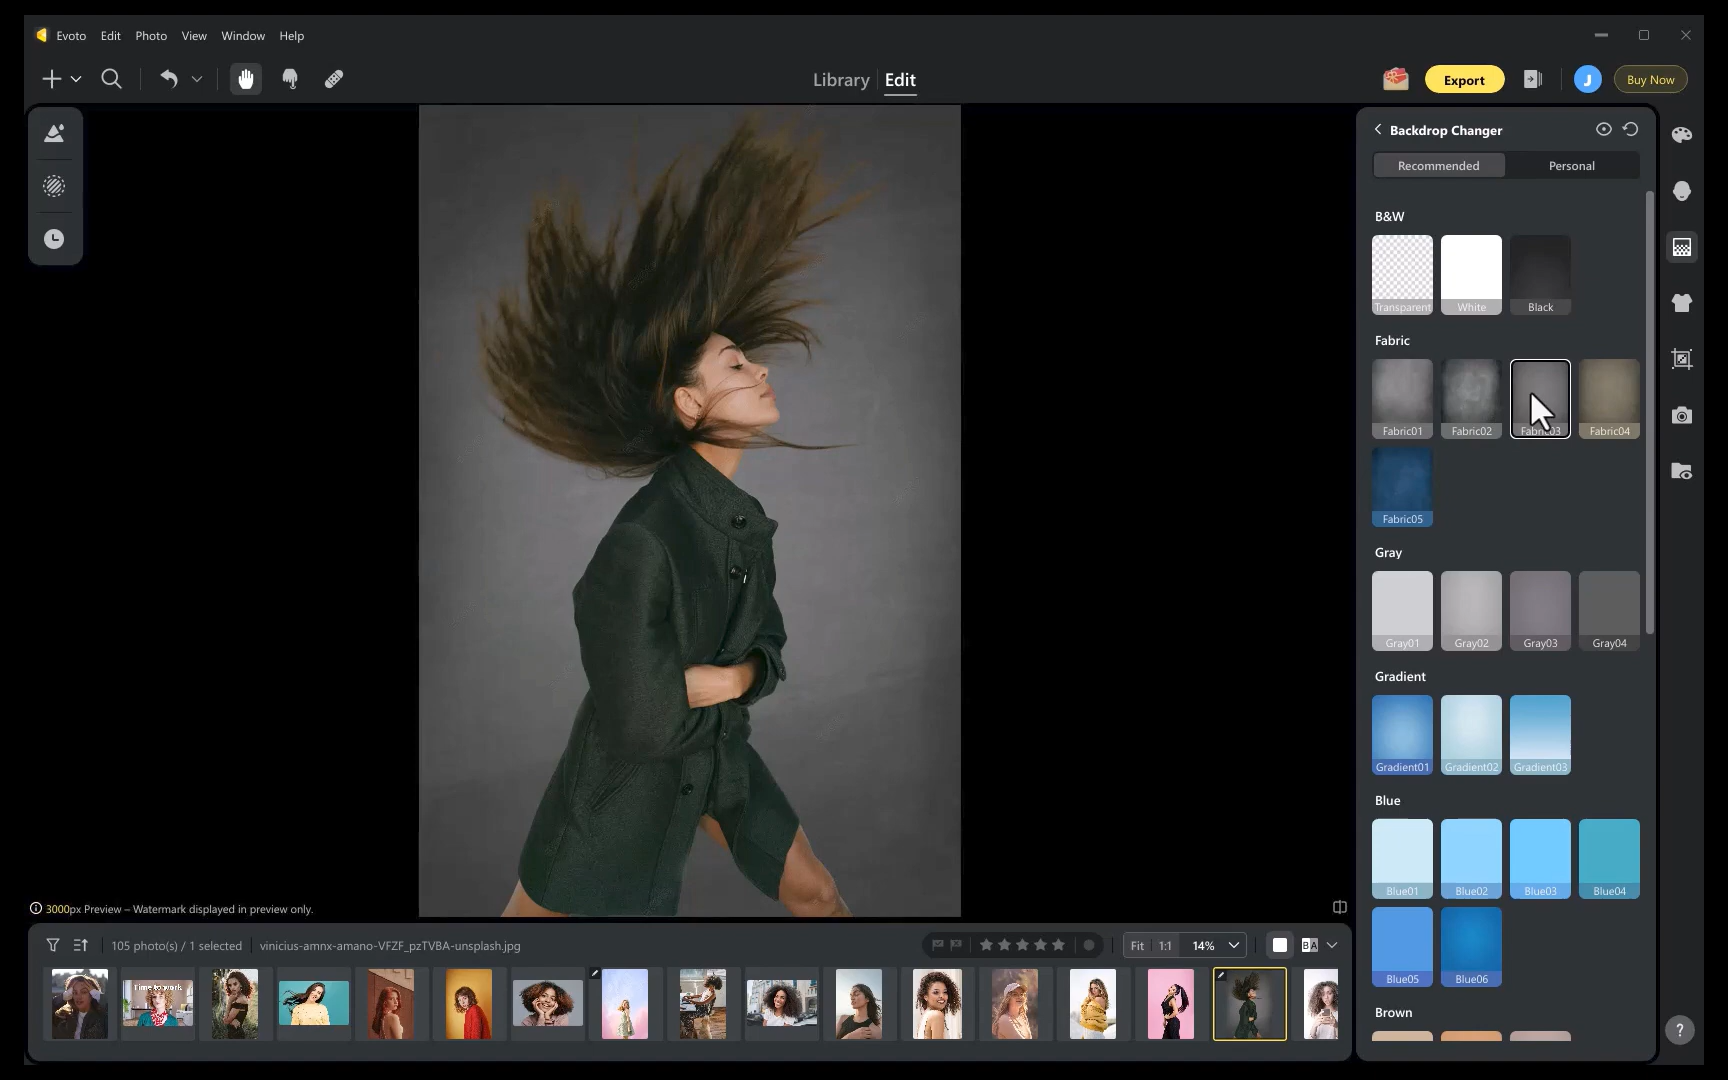 Evoto Edit Photo View Window Help
Library Edit
Export
J
Buy Now
Backdrop Changer
Recommended Personal
B&W
Transparent White Black
Fabric
Fabric01 Fabric02 Fabric03 Fabric04
Fabric05
Gray
Gray01 Gray02 Gray03 Gray04
Gradient
Gradient01 Gradient02 Gradient03
Blue
Blue01 Blue02 Blue03 Blue04
Blue05 Blue06
Brown
3000px Preview – Watermark displayed in preview only.
105 photo(s) / 1 selected vinicius-amnx-amano-VFZF_pzTVBA-unsplash.jpg
Fit 1:1 14%
B A
Time to work
?